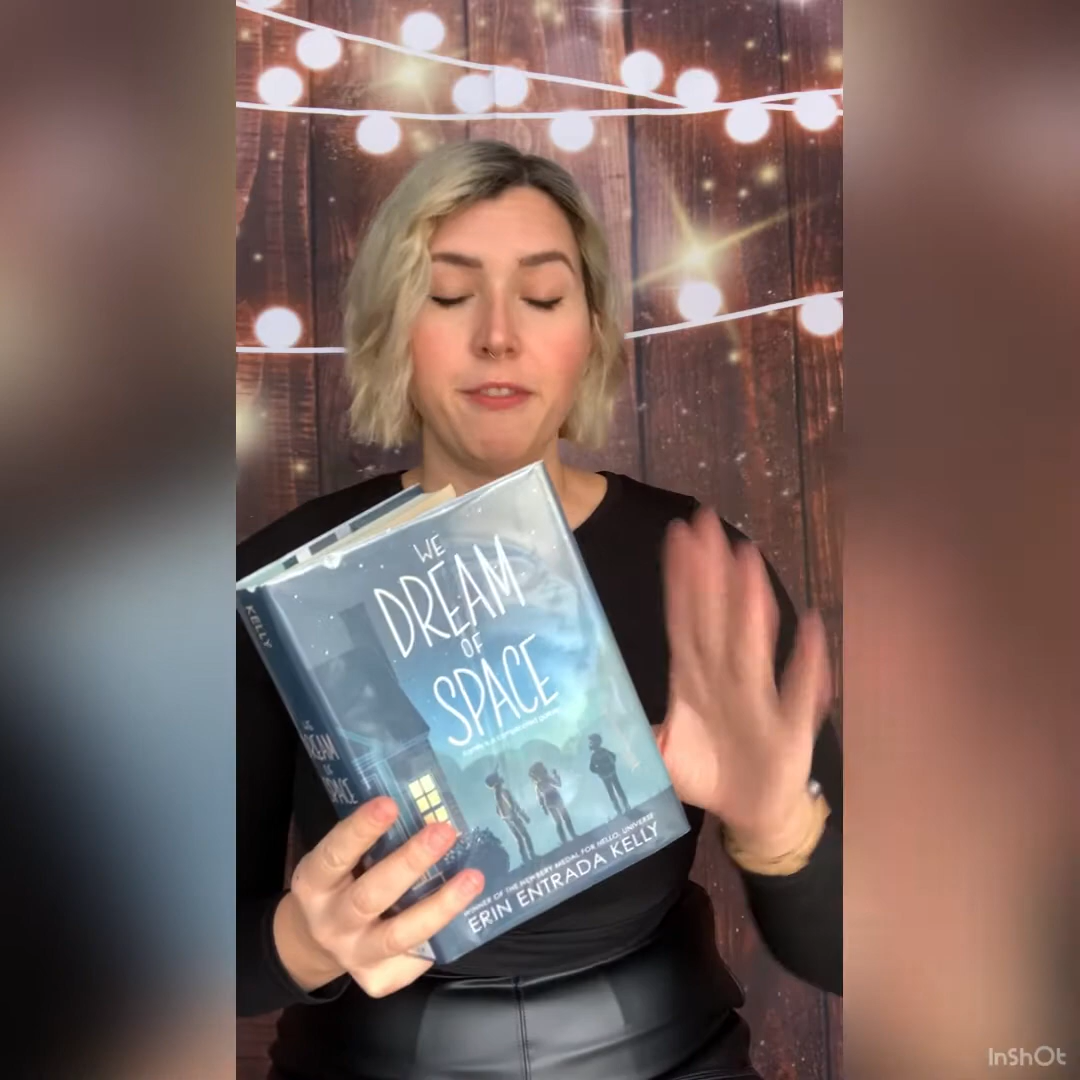 WE
DREAM
OF
SPACE
WINNER OF THE NEWBERY MEDAL FOR HELLO, UNIVERSE
ERIN ENTRADA KELLY
KELLY
WE
DREAM
OF
SPACE
InShOt